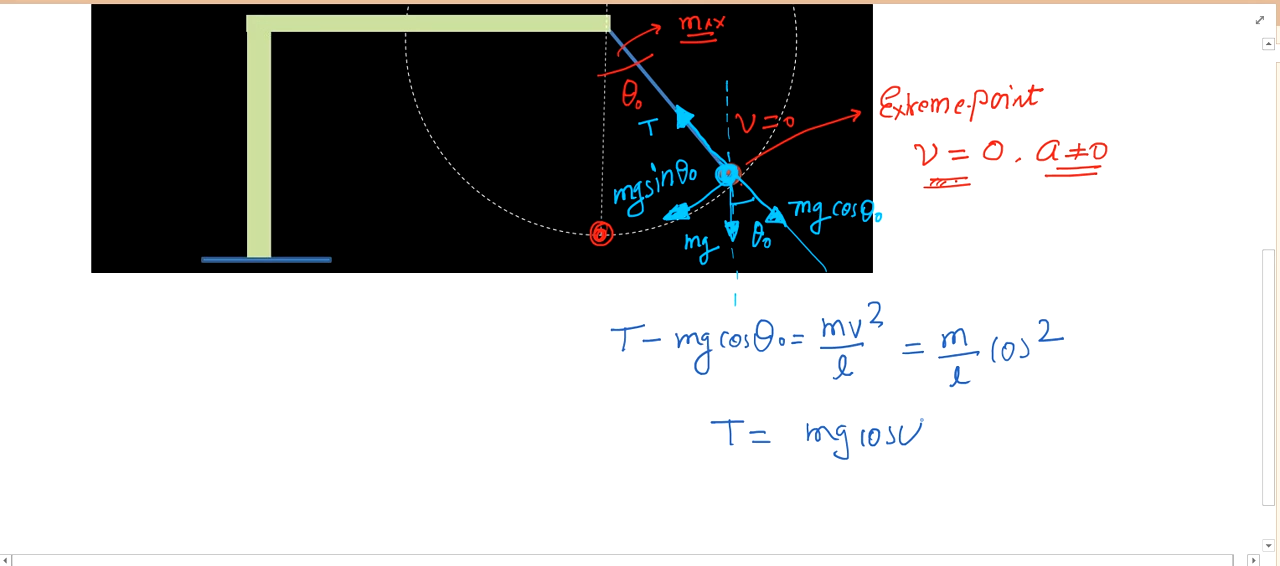 max
θ₀
T
v=0
Extreme point
v = 0, a≠0
mg sinθ₀
mg cosθ₀
mg
θ₀
T - mg cosθ₀ = mv²/l = m/l (0)²
T = mg cos